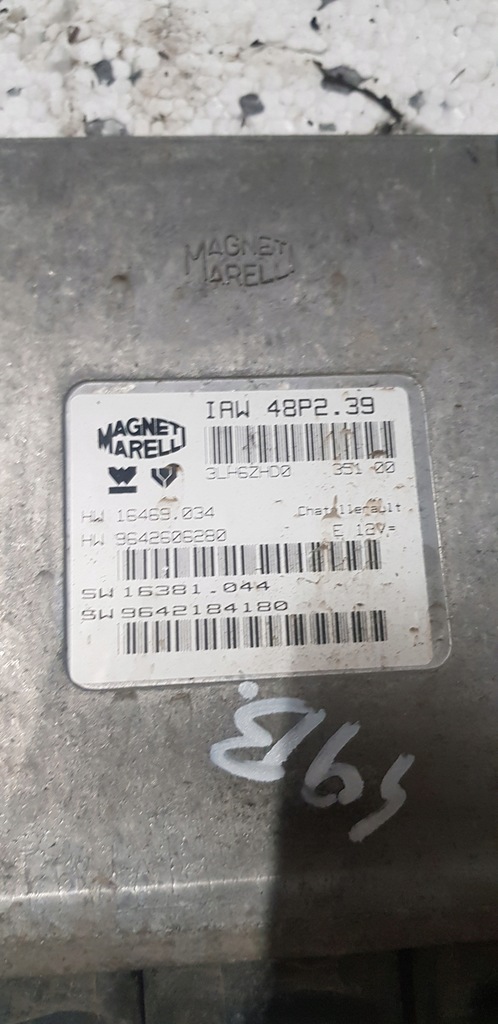 MAGNETI
MARELLI
IAW 48P2.39
MAGNETI
MARELLI
3LH6ZHD0 351 00
HW 16469.034 Chatellerault
HW 9642606280 E 12V=
SW 16381.044
SW 9642184180